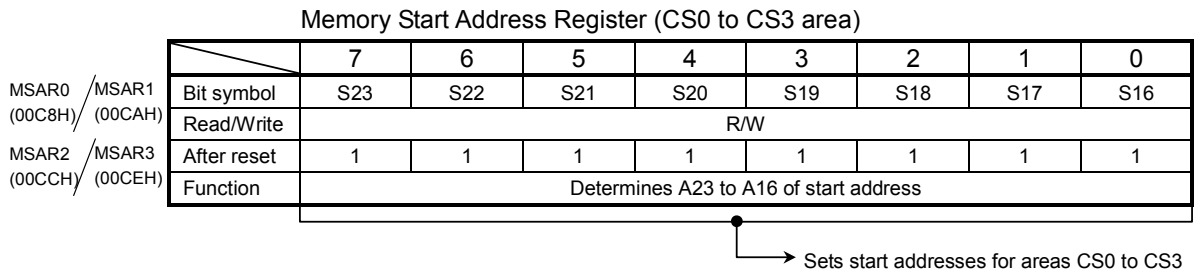 Memory Start Address Register (CS0 to CS3 area)
7 6 5 4 3 2 1 0
MSAR0 / MSAR1 Bit symbol S23 S22 S21 S20 S19 S18 S17 S16
(00C8H) (00CAH) Read/Write R/W
MSAR2 / MSAR3 After reset 1 1 1 1 1 1 1 1
(00CCH) (00CEH) Function Determines A23 to A16 of start address
Sets start addresses for areas CS0 to CS3